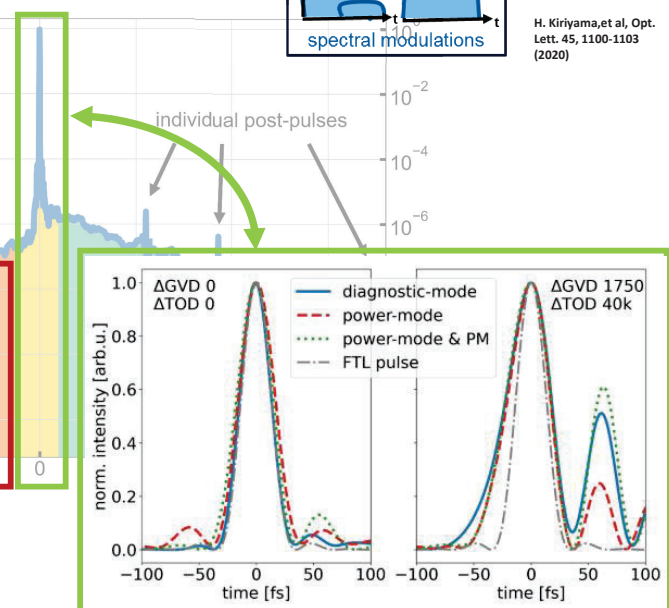 t
t
spectral modulations
H. Kiriyama,et al, Opt.
Lett. 45, 1100-1103
(2020)
10⁰
10⁻²
individual post-pulses
10⁻⁴
10⁻⁶
0
norm. intensity [arb.u.]
1.0
0.8
0.6
0.4
0.2
0.0
ΔGVD 0
ΔTOD 0
diagnostic-mode
power-mode
power-mode & PM
FTL pulse
ΔGVD 1750
ΔTOD 40k
−100 −50 0 50 100
time [fs]
−100 −50 0 50 100
time [fs]